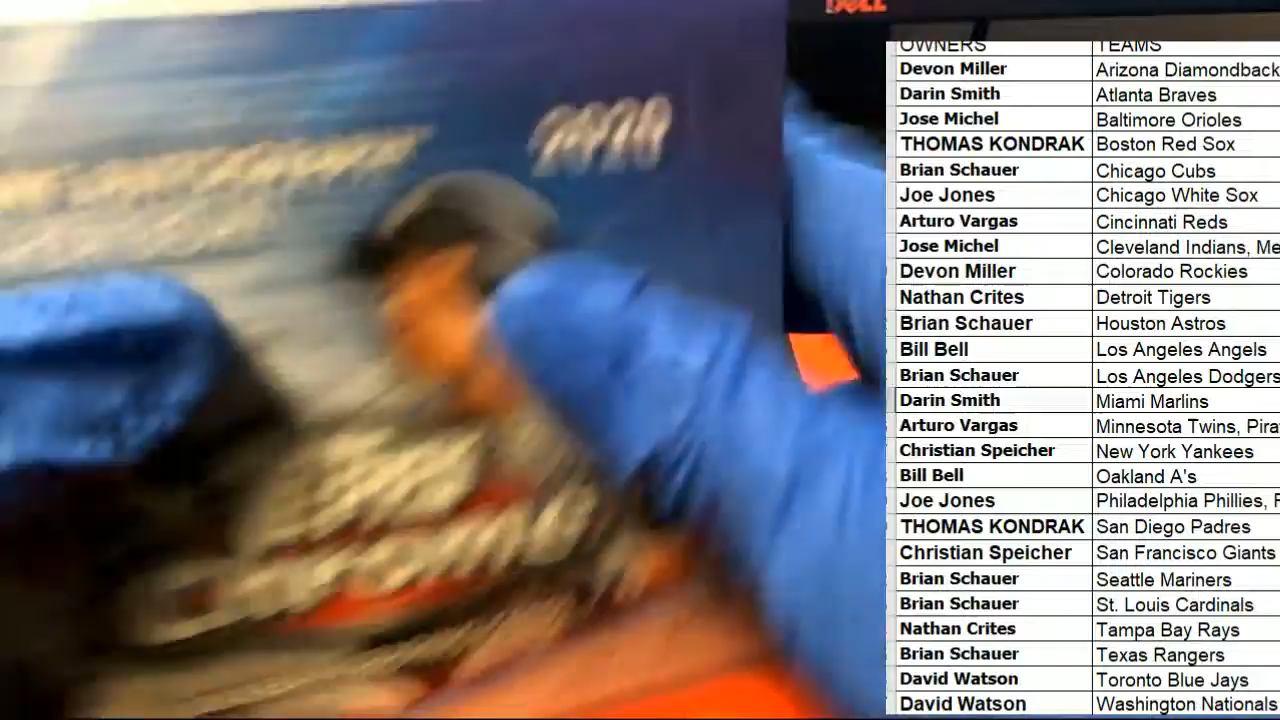 DELL
OWNERS TEAMS
Devon Miller Arizona Diamondback
Darin Smith Atlanta Braves
Jose Michel Baltimore Orioles
THOMAS KONDRAK Boston Red Sox
Brian Schauer Chicago Cubs
Joe Jones Chicago White Sox
Arturo Vargas Cincinnati Reds
Jose Michel Cleveland Indians, Me
Devon Miller Colorado Rockies
Nathan Crites Detroit Tigers
Brian Schauer Houston Astros
Bill Bell Los Angeles Angels
Brian Schauer Los Angeles Dodgers
Darin Smith Miami Marlins
Arturo Vargas Minnesota Twins, Pira
Christian Speicher New York Yankees
Bill Bell Oakland A's
Joe Jones Philadelphia Phillies, F
THOMAS KONDRAK San Diego Padres
Christian Speicher San Francisco Giants
Brian Schauer Seattle Mariners
Brian Schauer St. Louis Cardinals
Nathan Crites Tampa Bay Rays
Brian Schauer Texas Rangers
David Watson Toronto Blue Jays
David Watson Washington Nationals